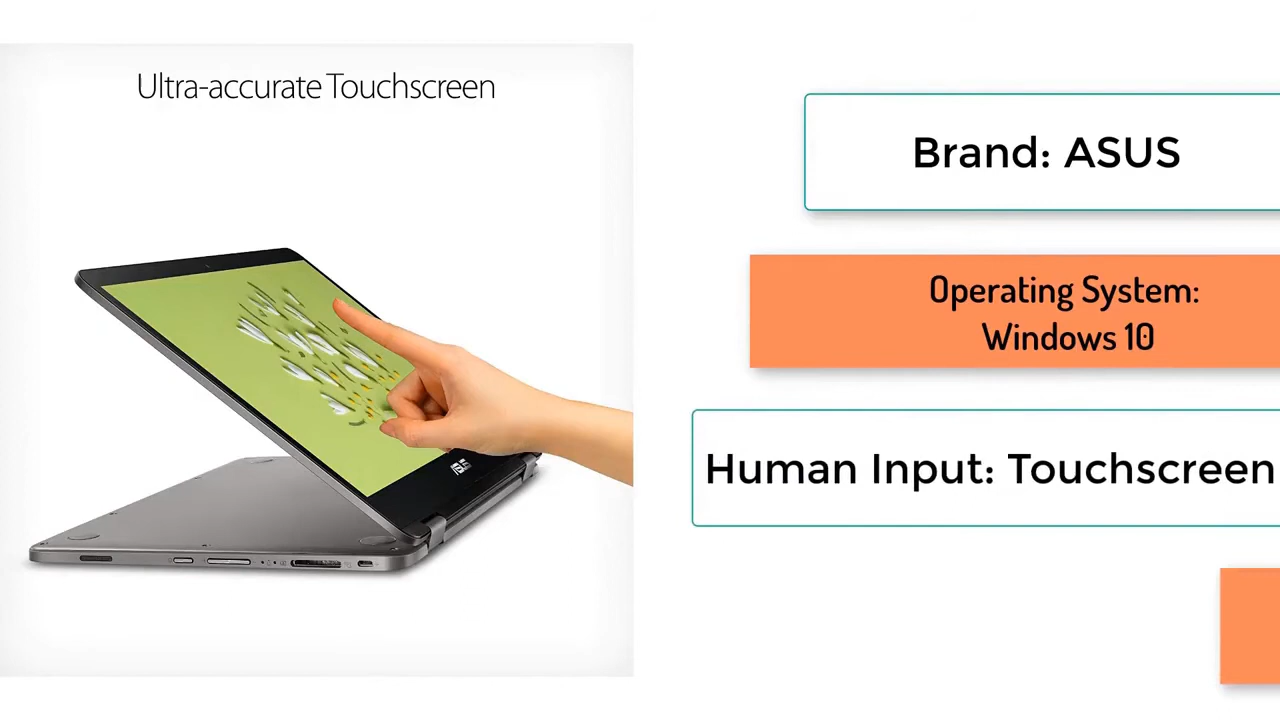 Ultra-accurate Touchscreen
Brand: ASUS
Operating System:
Windows 10
Human Input: Touchscreen